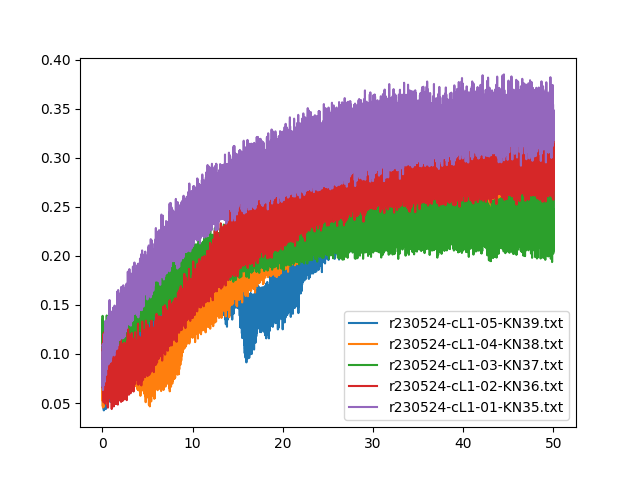 0.40
0.35
0.30
0.25
0.20
0.15
0.10
0.05
0 10 20 30 40 50
r230524-cL1-05-KN39.txt
r230524-cL1-04-KN38.txt
r230524-cL1-03-KN37.txt
r230524-cL1-02-KN36.txt
r230524-cL1-01-KN35.txt